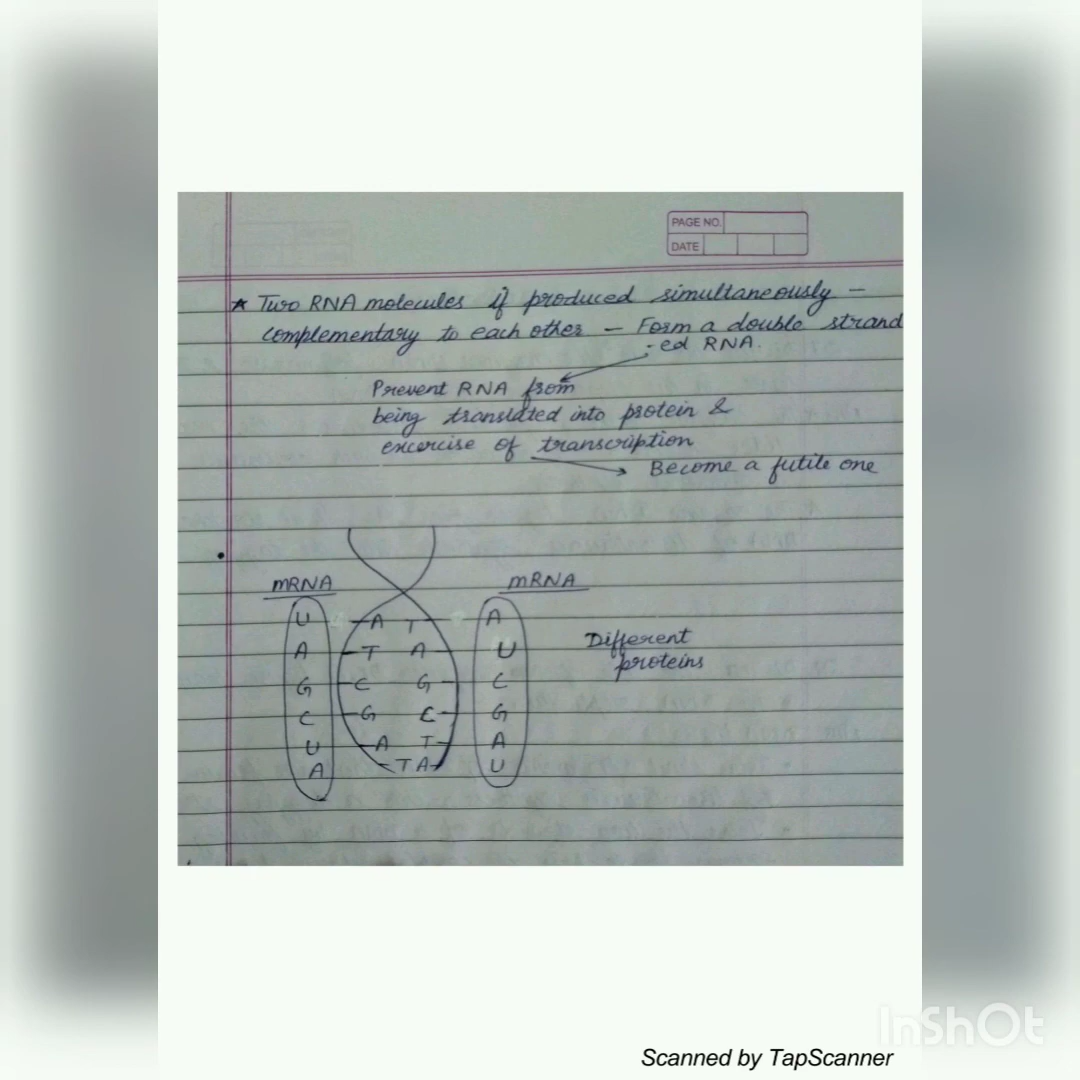 PAGE NO.
DATE
* Two RNA molecules if produced simultaneously –
complementary to each other – Form a double strand
-ed RNA.
Prevent RNA from
being translated into protein &
excercise of transcription
Become a futile one
mRNA mRNA
U A T A
A T A U
G C G C
C G C G
U A T A
A T A U
Different
proteins
InShOt
Scanned by TapScanner